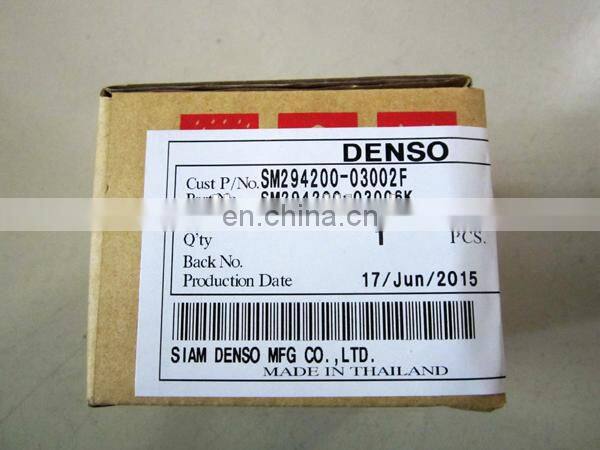 DENSO
Cust P/No. SM294200-03002F
en.china.cn
Q'ty 1 PCS.
Back No.
Production Date 17/Jun/2015
SIAM DENSO MFG CO.,LTD.
MADE IN THAILAND